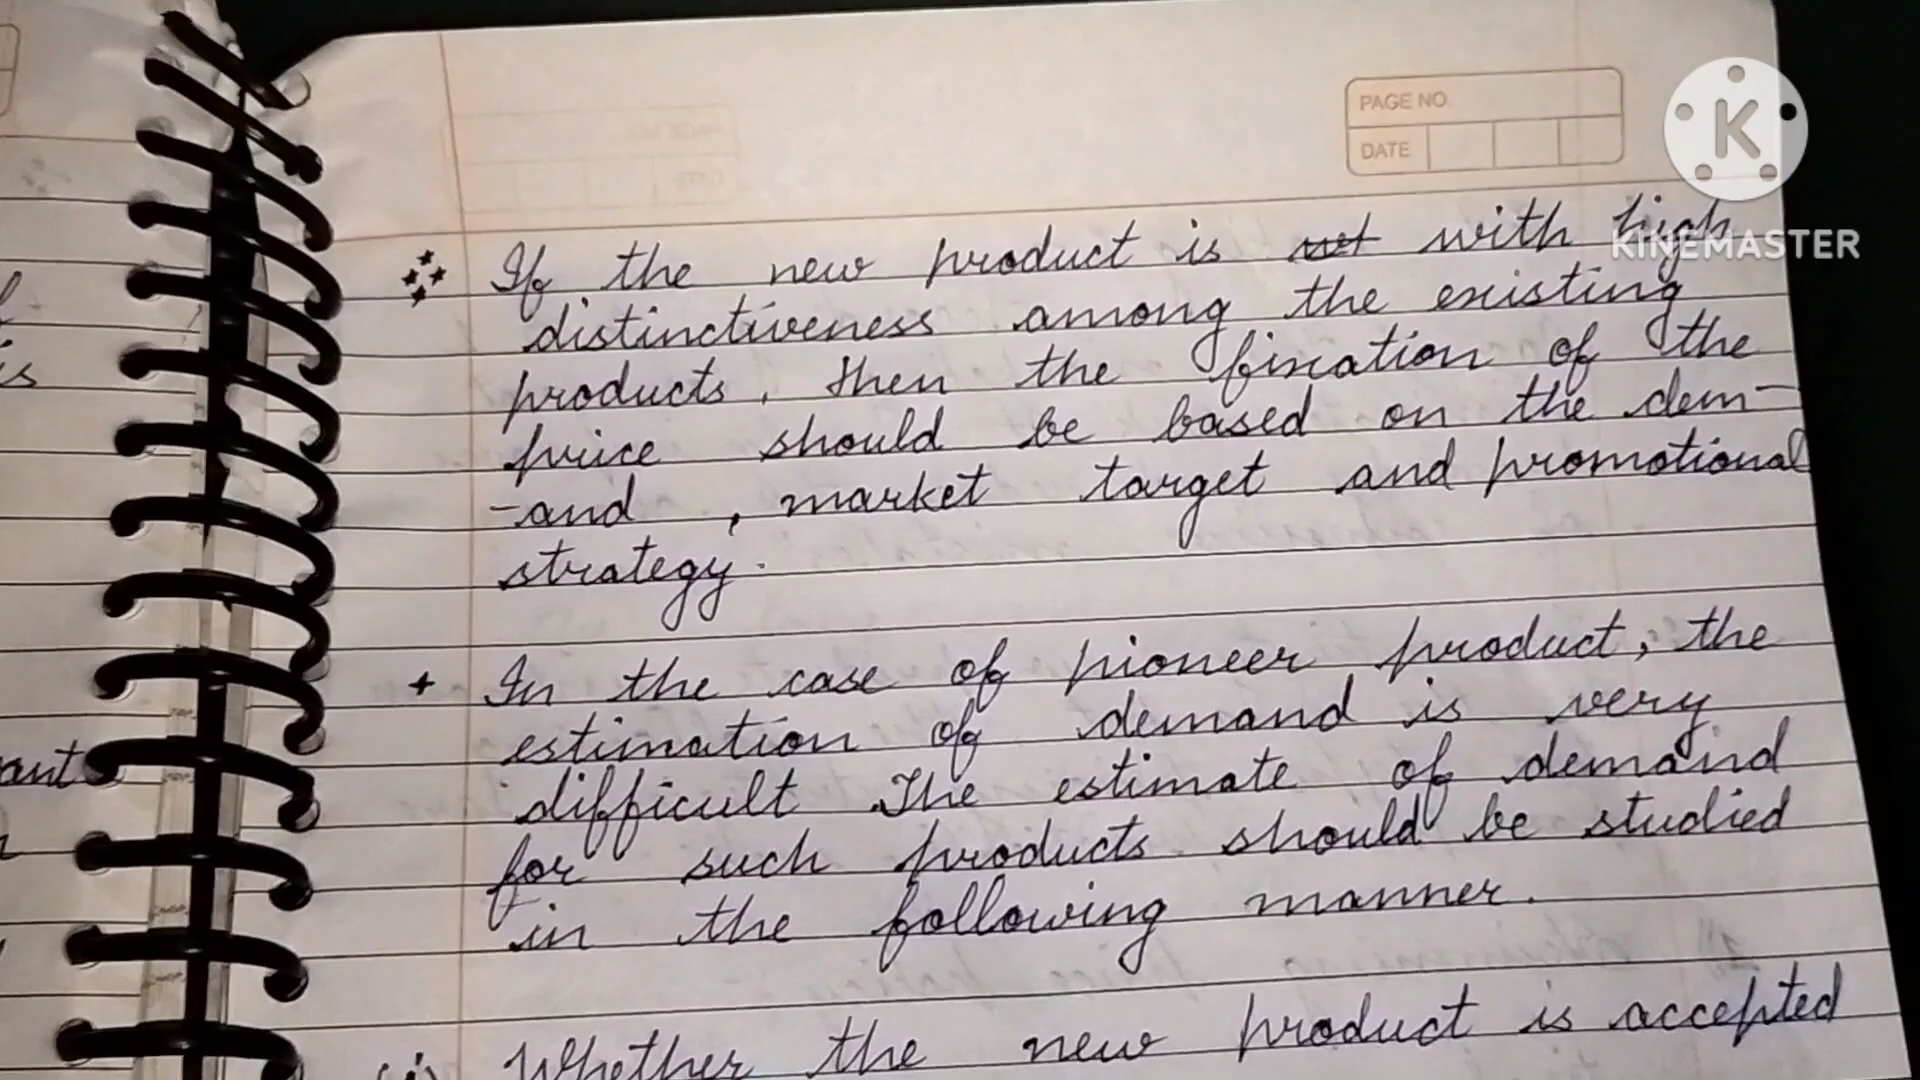 PAGE NO.
DATE
K
KINEMASTER
If the new product is with high
distinctiveness among the existing
products, then the fixation of the
price should be based on the dem-
-and, market target and promotional
strategy.
+ In the case of pioneer product, the
estimation of demand is very
difficult. The estimate of demand
for such products should be studied
in the following manner.
(i) Whether the new product is accepted
is
ant